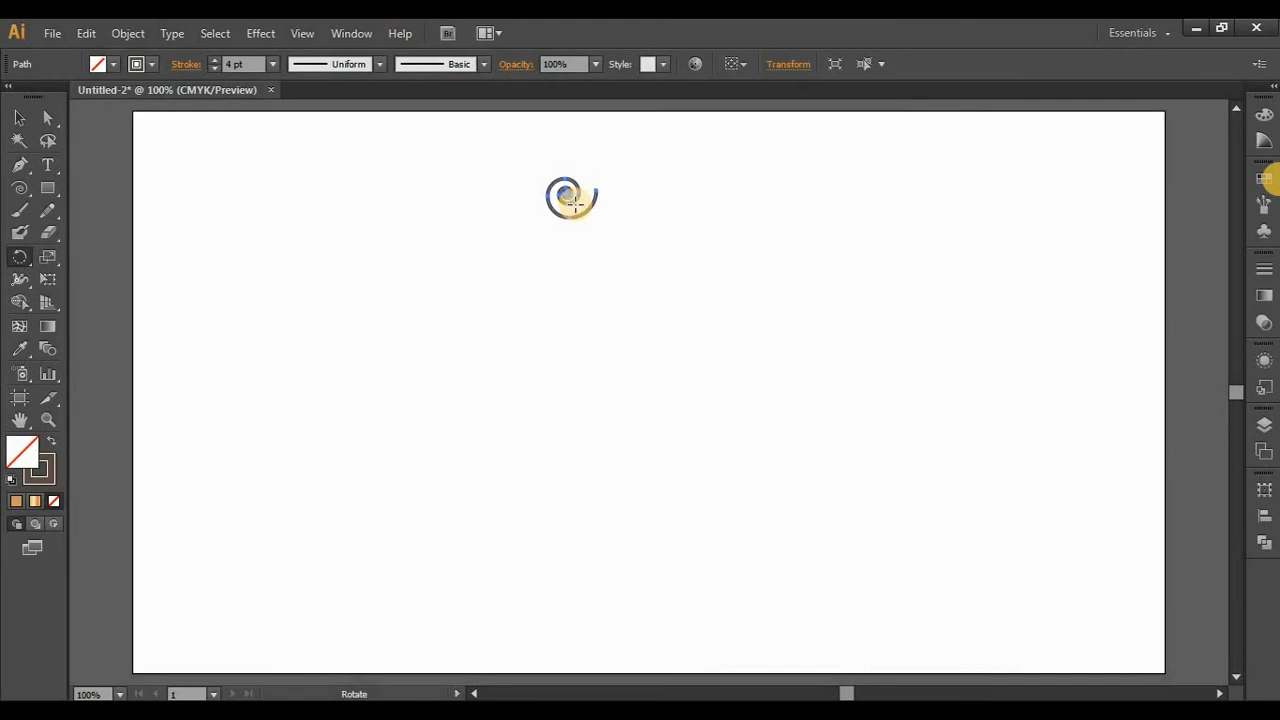 Ai File Edit Object Type Select Effect View Window Help Br Essentials
Path Stroke: 4 pt Uniform Basic Opacity: 100% Style: Transform
Untitled-2* @ 100% (CMYK/Preview) ×
T
100% 1 Rotate